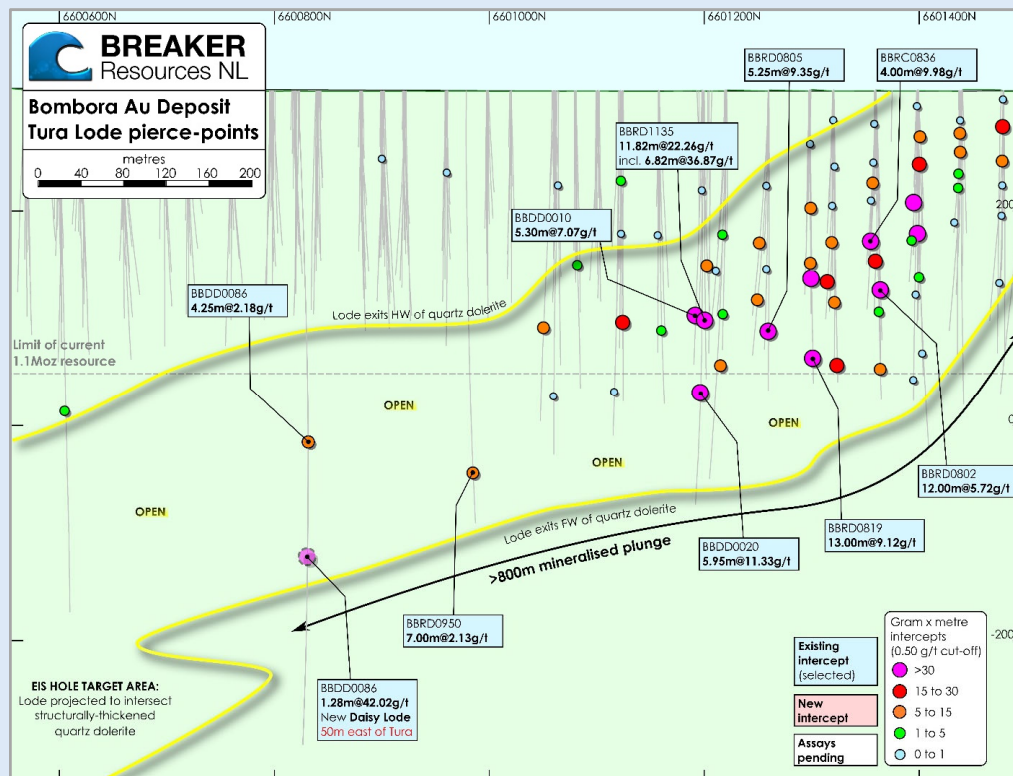 6600600N
6600800N
6601000N
6601200N
6601400N
BREAKER
Resources NL
Bombora Au Deposit
Tura Lode pierce-points
metres
0 40 80 120 160 200
BBRD0805
5.25m@9.35g/t
BBRC0836
4.00m@9.98g/t
BBRD1135
11.82m@22.26g/t
incl. 6.82m@36.87g/t
200
BBDD0010
5.30m@7.07g/t
BBDD0086
4.25m@2.18g/t
Lode exits HW of quartz dolerite
Limit of current
1.1Moz resource
OPEN
OPEN
0
OPEN
BBRD0802
12.00m@5.72g/t
OPEN
Lode exits FW of quartz dolerite
BBRD0819
13.00m@9.12g/t
>800m mineralised plunge
BBDD0020
5.95m@11.33g/t
BBRD0950
7.00m@2.13g/t
-200
EIS HOLE TARGET AREA:
Lode projected to intersect
structurally-thickened
quartz dolerite
BBDD0086
1.28m@42.02g/t
New Daisy Lode
50m east of Tura
Existing
intercept
(selected)
New
intercept
Assays
pending
Gram x metre
intercepts
(0.50 g/t cut-off)
>30
15 to 30
5 to 15
1 to 5
0 to 1